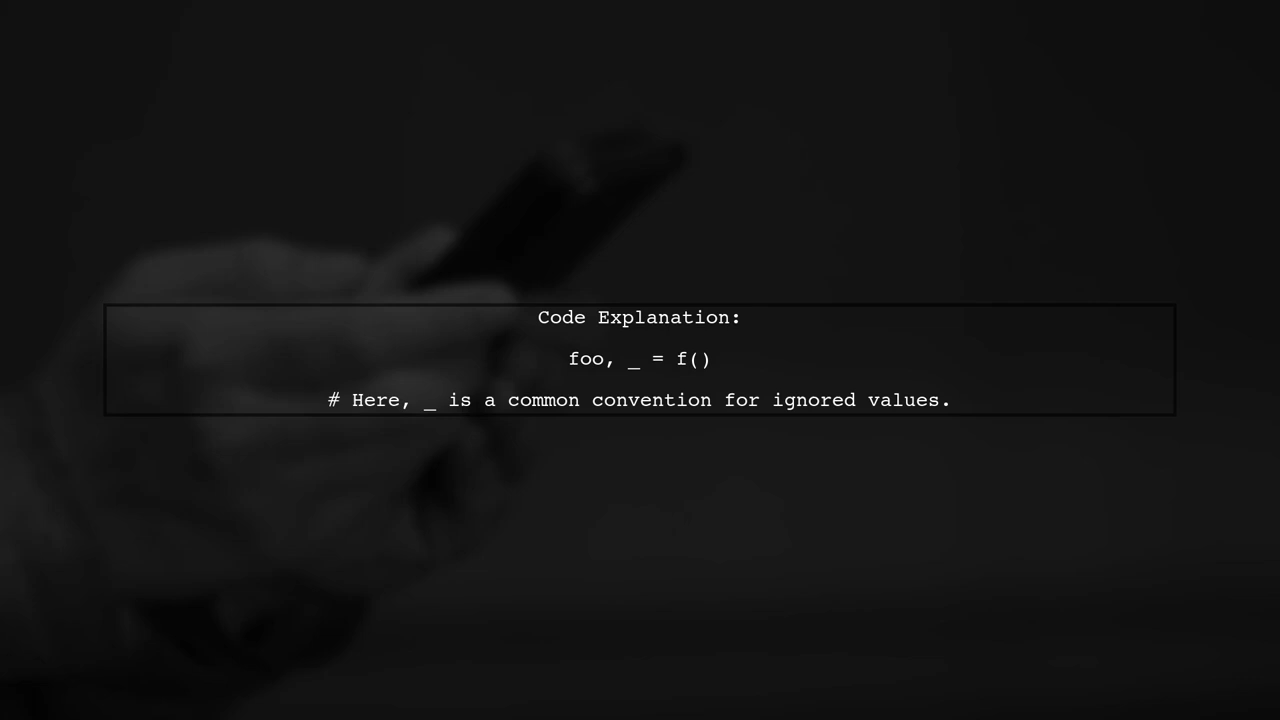 Code Explanation:
foo, _ = f()
# Here, _ is a common convention for ignored values.